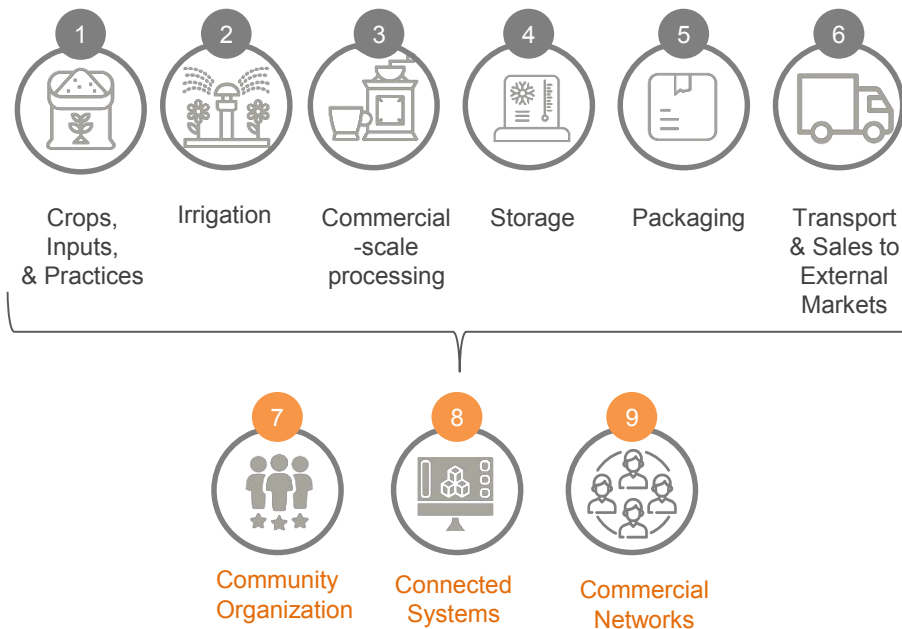 1
2
3
4
5
6
Crops,
Inputs,
& Practices
Irrigation
Commercial
-scale
processing
Storage
Packaging
Transport
& Sales to
External
Markets
7
8
9
Community
Organization
Connected
Systems
Commercial
Networks